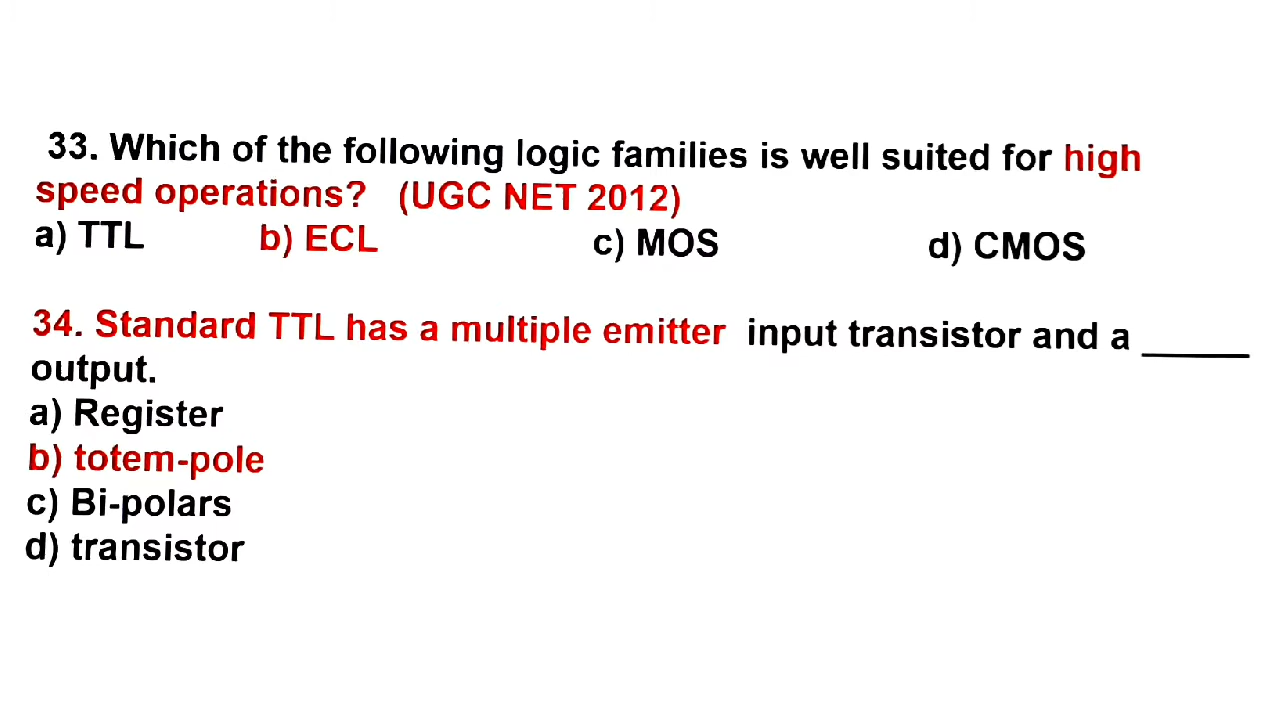 33. Which of the following logic families is well suited for high
speed operations? (UGC NET 2012)
a) TTL b) ECL c) MOS d) CMOS
34. Standard TTL has a multiple emitter input transistor and a _____
output.
a) Register
b) totem-pole
c) Bi-polars
d) transistor